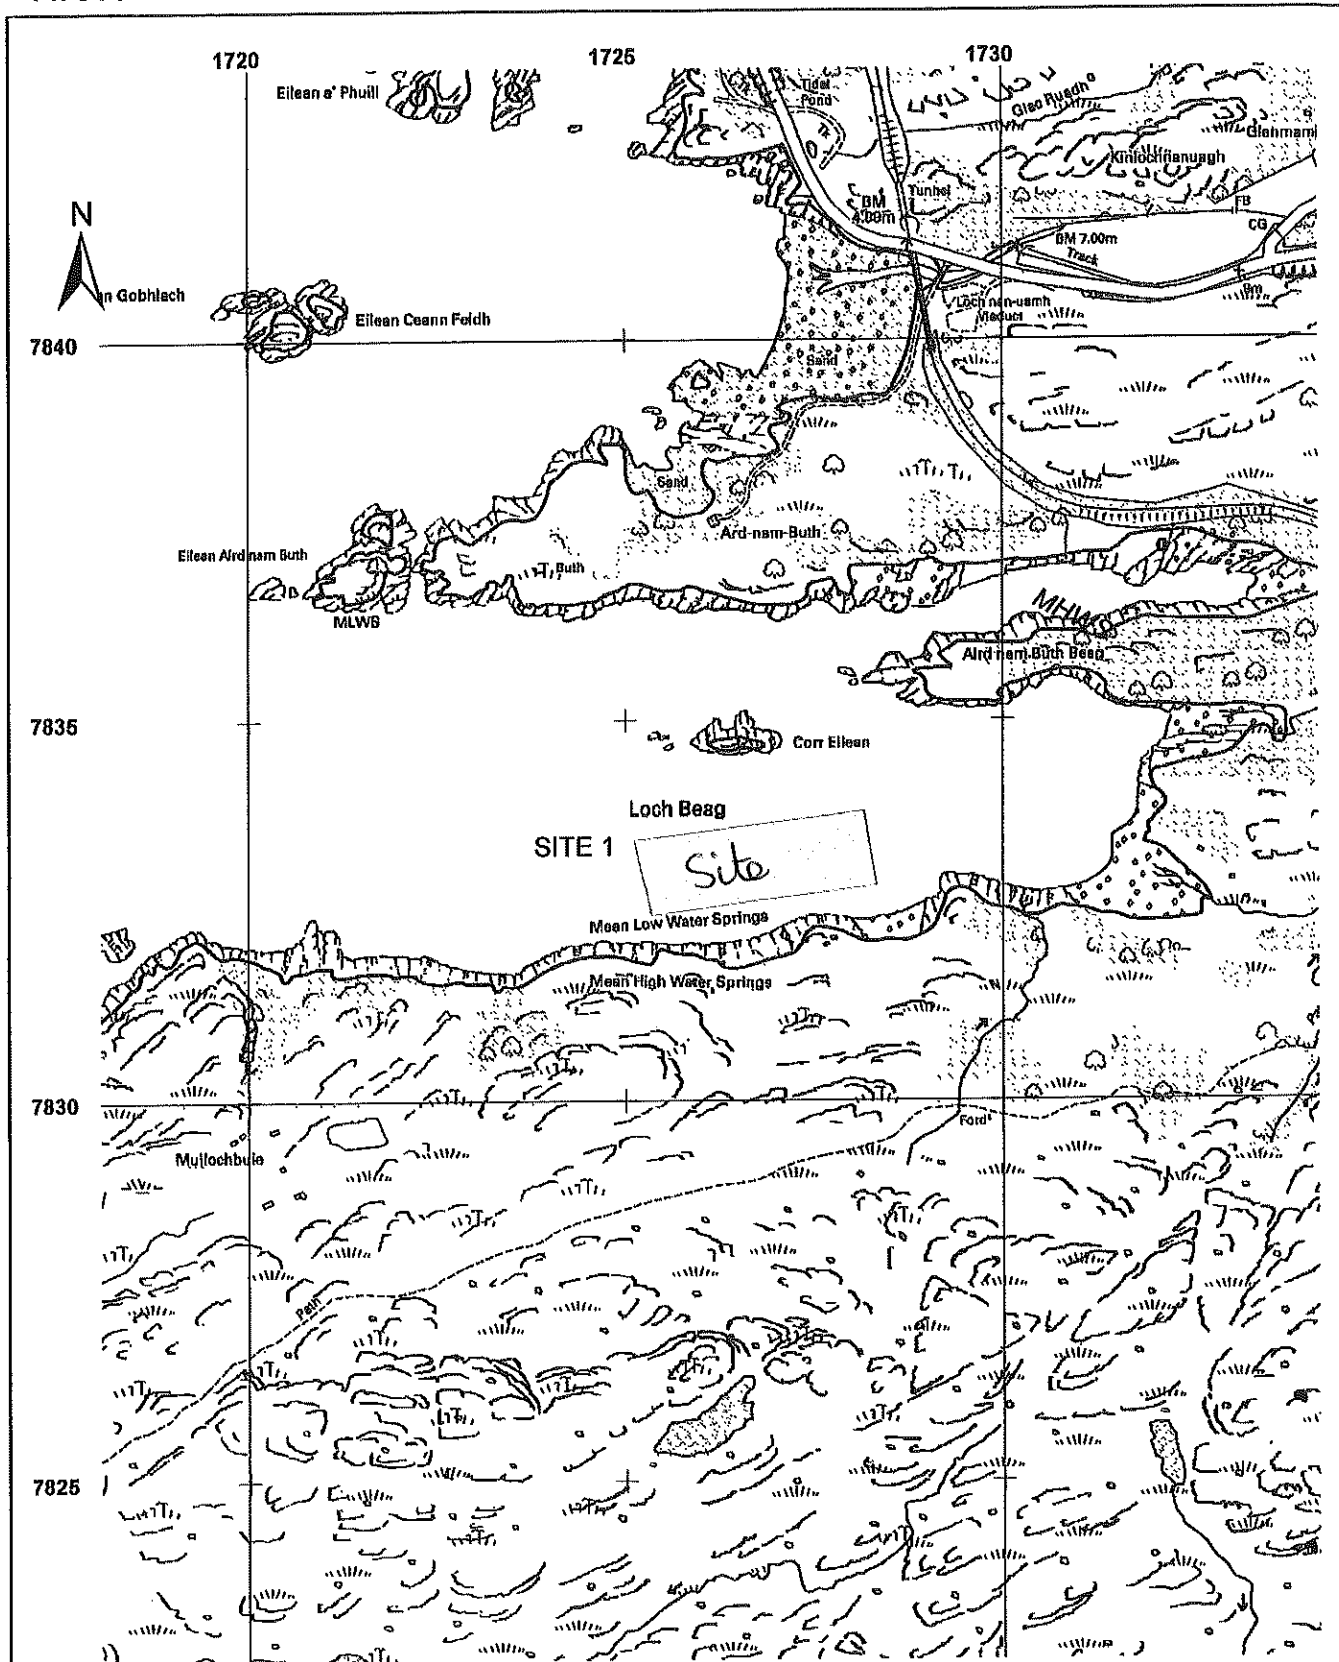 1720
1725
1730
Eilean a' Phuill
Tidal
Pond
Tk
Glac Ruadh
Kinlochnanuagh
Tunnel
BM
4.09m
FB
CG
BM 7.00m
Track
N
n Gobhlach
Eilean Ceann Feidh
Loch nan-uamh
Viaduct
7840
Sand
Sand
Ard-nam-Buth
Eilean Aird nam Buth
Buth
MLWS
MHWS
Aird nam Buth Beag
7835
Corr Eilean
Loch Beag
SITE 1
Site
Mean Low Water Springs
Mean High Water Springs
7830
Ford
Mullochbuie
Path
7825